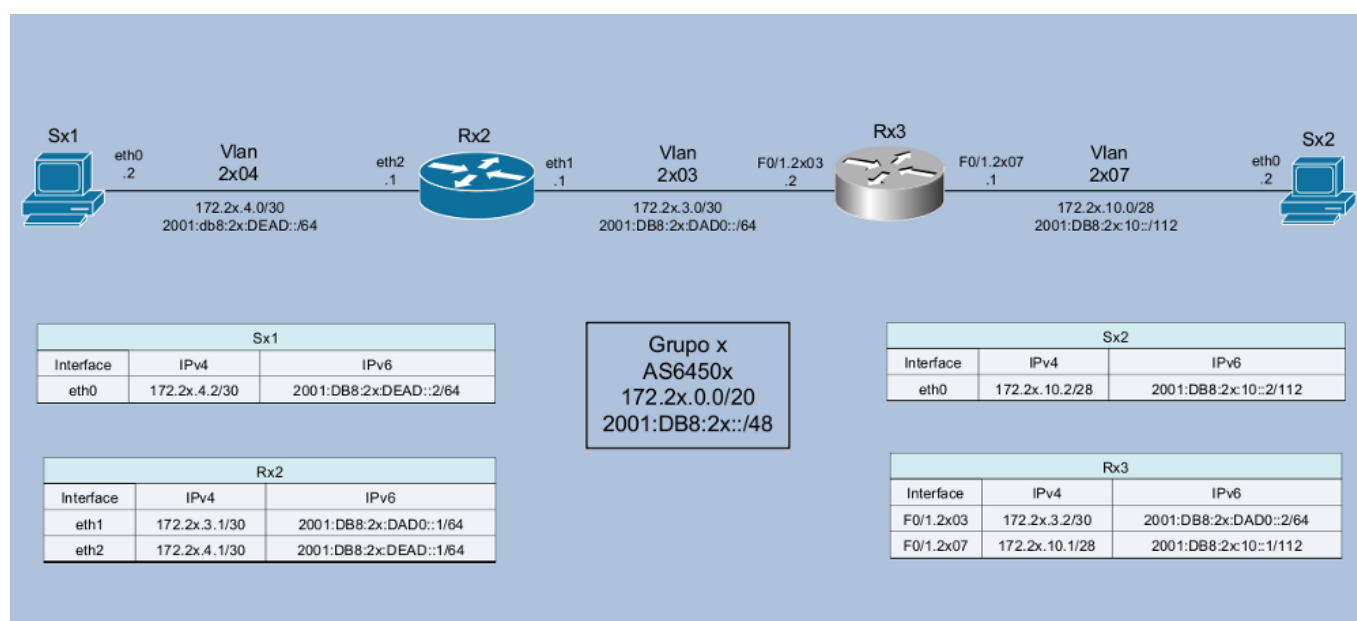 Sx1
eth0
.2
Vlan
2x04
172.2x.4.0/30
2001:db8:2x:DEAD::/64
eth2
.1
Rx2
eth1
.1
Vlan
2x03
172.2x.3.0/30
2001:DB8:2x:DAD0::/64
F0/1.2x03
.2
Rx3
F0/1.2x07
.1
Vlan
2x07
172.2x.10.0/28
2001:DB8:2x:10::/112
eth0
.2
Sx2
Sx1
Interface IPv4 IPv6
eth0 172.2x.4.2/30 2001:DB8:2x:DEAD::2/64
Grupo x
AS6450x
172.2x.0.0/20
2001:DB8:2x::/48
Sx2
Interface IPv4 IPv6
eth0 172.2x.10.2/28 2001:DB8:2x:10::2/112
Rx2
Interface IPv4 IPv6
eth1 172.2x.3.1/30 2001:DB8:2x:DAD0::1/64
eth2 172.2x.4.1/30 2001:DB8:2x:DEAD::1/64
Rx3
Interface IPv4 IPv6
F0/1.2x03 172.2x.3.2/30 2001:DB8:2x:DAD0::2/64
F0/1.2x07 172.2x.10.1/28 2001:DB8:2x:10::1/112